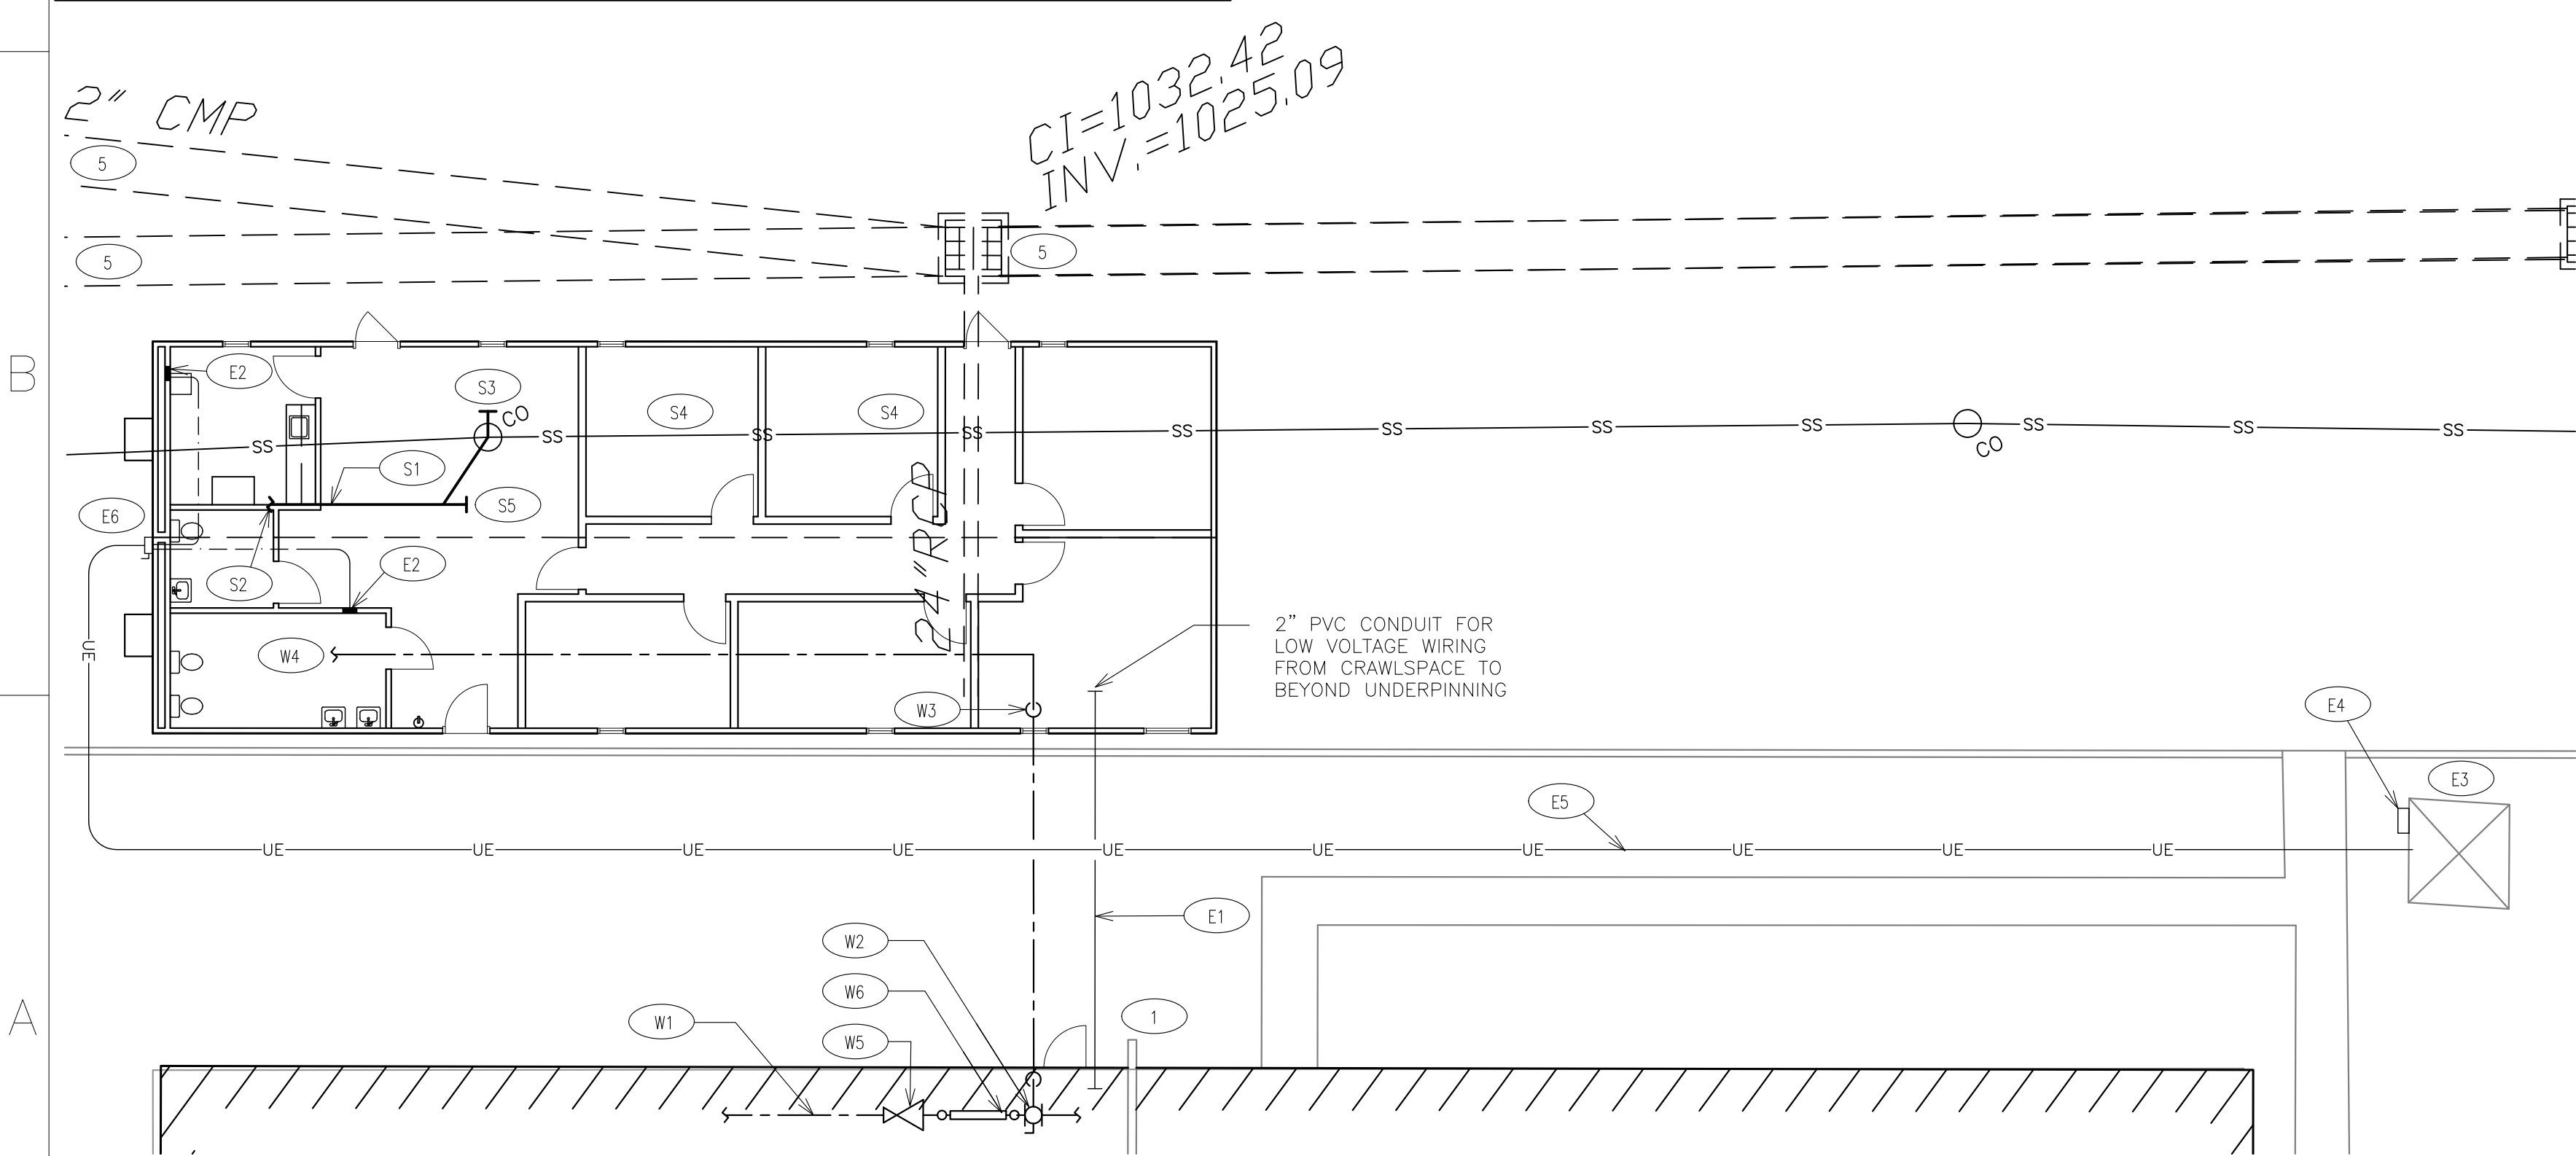 CI=1032.42
INV.=1025.09
2" CMP
5
5
5
B
E2
S3
CO
S4
S4
SS
SS
SS
SS
SS
SS
SS
SS
CO
SS
SS
SS
S1
S5
E6
24"RCP
S2
E2
UE
W4
2" PVC CONDUIT FOR
LOW VOLTAGE WIRING
FROM CRAWLSPACE TO
BEYOND UNDERPINNING
W3
E4
E3
E5
UE
UE
UE
UE
UE
UE
UE
UE
UE
UE
E1
W2
W6
W1
W5
1
A